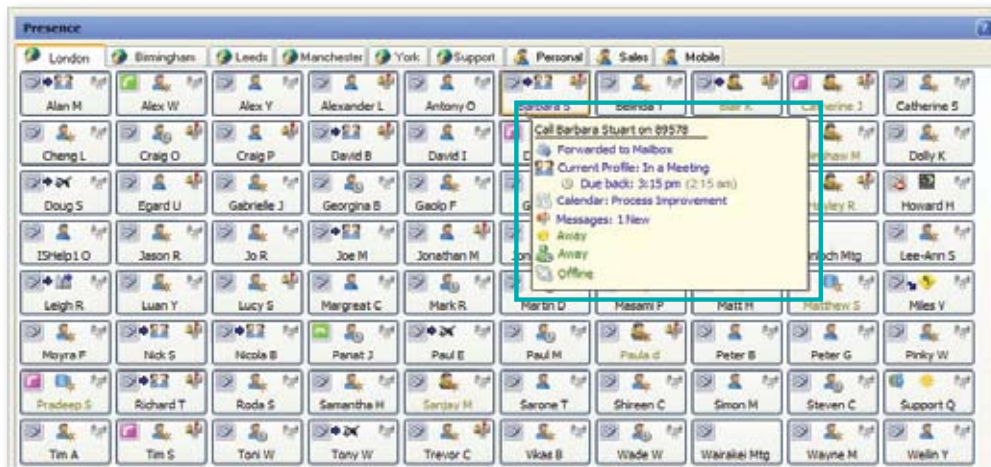 Presence
London Birmingham Leeds Manchester York Support Personal Sales Mobile
Alan M Alex W Alex Y Alexander L Antony O Barbara S Belinda T Blair K Catherine J Catherine S
Cheng L Craig O Craig P David B David I Dolly K
Doug S Egard U Gabrielle J Georgina B Howard H
ISHelp1 O Jason R Jo R Joe M Jonathan M Lee-Ann S
Call Barbara Stuart on 89578
Forwarded to Mailbox
Current Profile: In a Meeting
Due back: 3:15 pm (2:15 am)
Calendar: Process Improvement
Messages: 1 New
Away
Away
Offline
Leigh R Luan Y Lucy S Margreat C Mark R Martin D Masami P Matt H Matthew S Miles V
Moyra F Nick S Nicola B Panat J Paul E Paul M Paula d Peter B Peter G Pinky W
Pradeep S Richard T Roda S Samantha H Sanjay M Sarone T Shireen C Simon M Steven C Support Q
Tim A Tim S Toni W Tony W Trevor C Vikas B Wade W Wairakei Mtg Wayne M Weilin Y